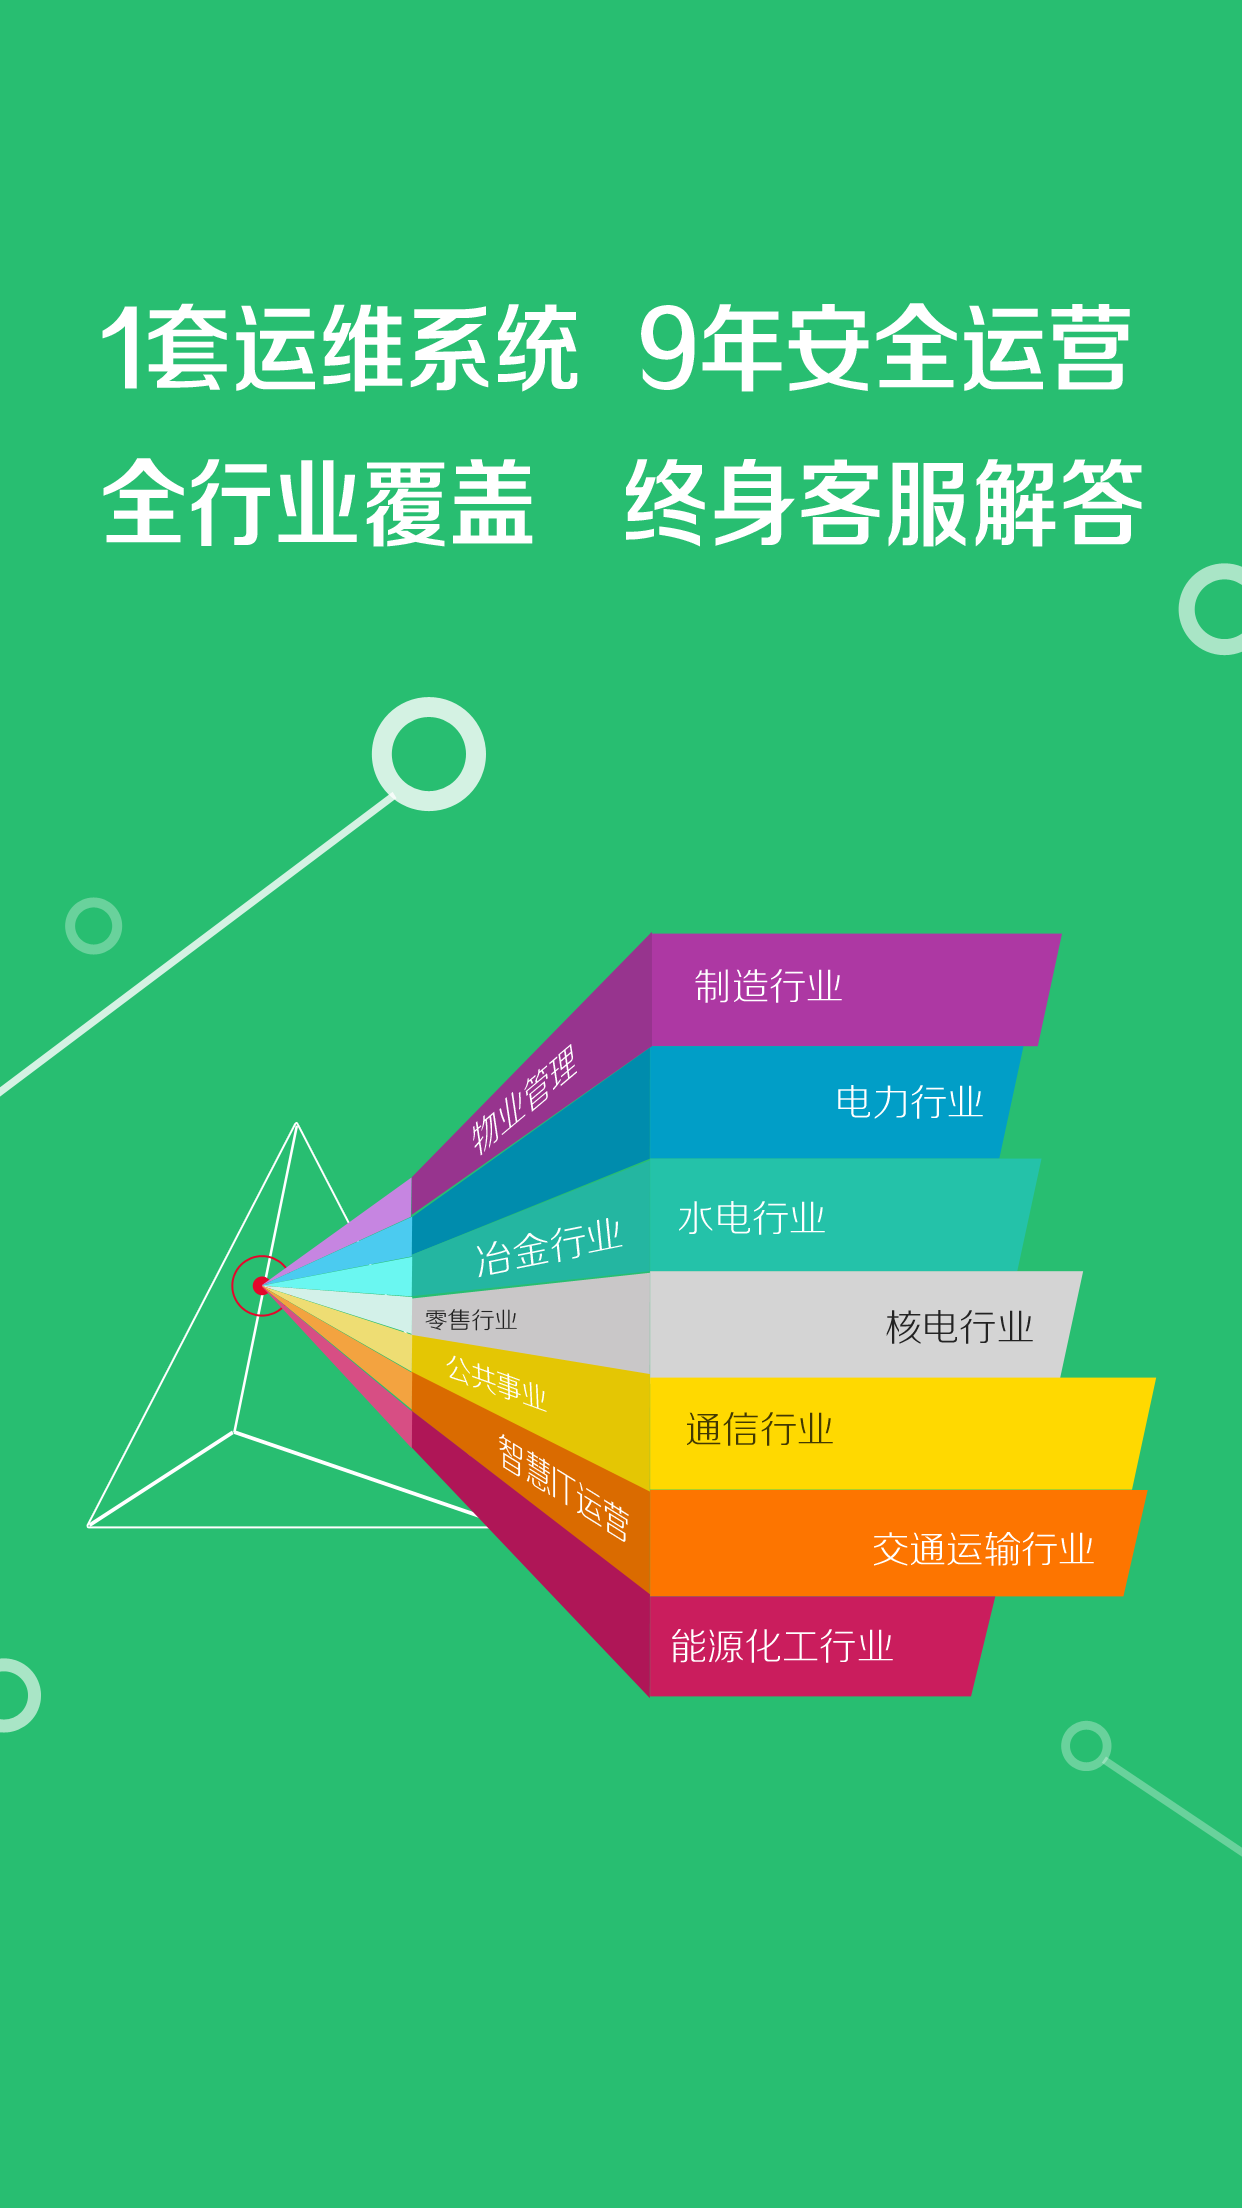 1套运维系统 9年安全运营
全行业覆盖 终身客服解答
制造行业
物业管理
电力行业
水电行业
冶金行业
零售行业
核电行业
公共事业
通信行业
智慧IT运营
交通运输行业
能源化工行业